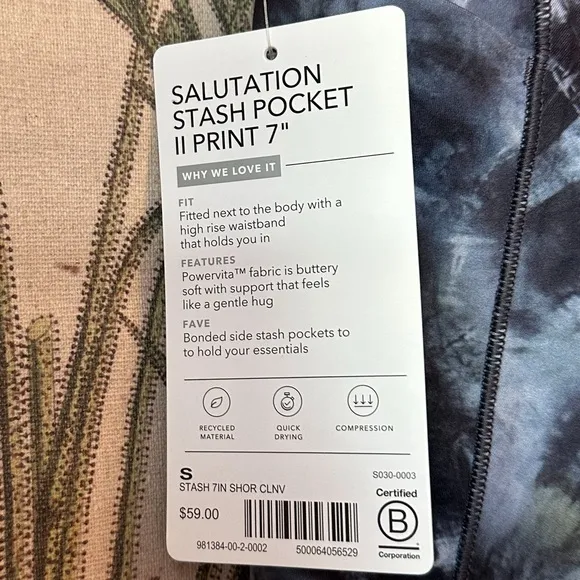 SALUTATION
STASH POCKET
II PRINT 7"
WHY WE LOVE IT
FIT
Fitted next to the body with a
high rise waistband
that holds you in
FEATURES
Powervita™ fabric is buttery
soft with support that feels
like a gentle hug
FAVE
Bonded side stash pockets to
to hold your essentials
RECYCLED
MATERIAL
QUICK
DRYING
COMPRESSION
S
STASH 7IN SHOR CLNV
S030-0003
$59.00
981384-00-2-0002
500064056529
Certified
B
Corporation